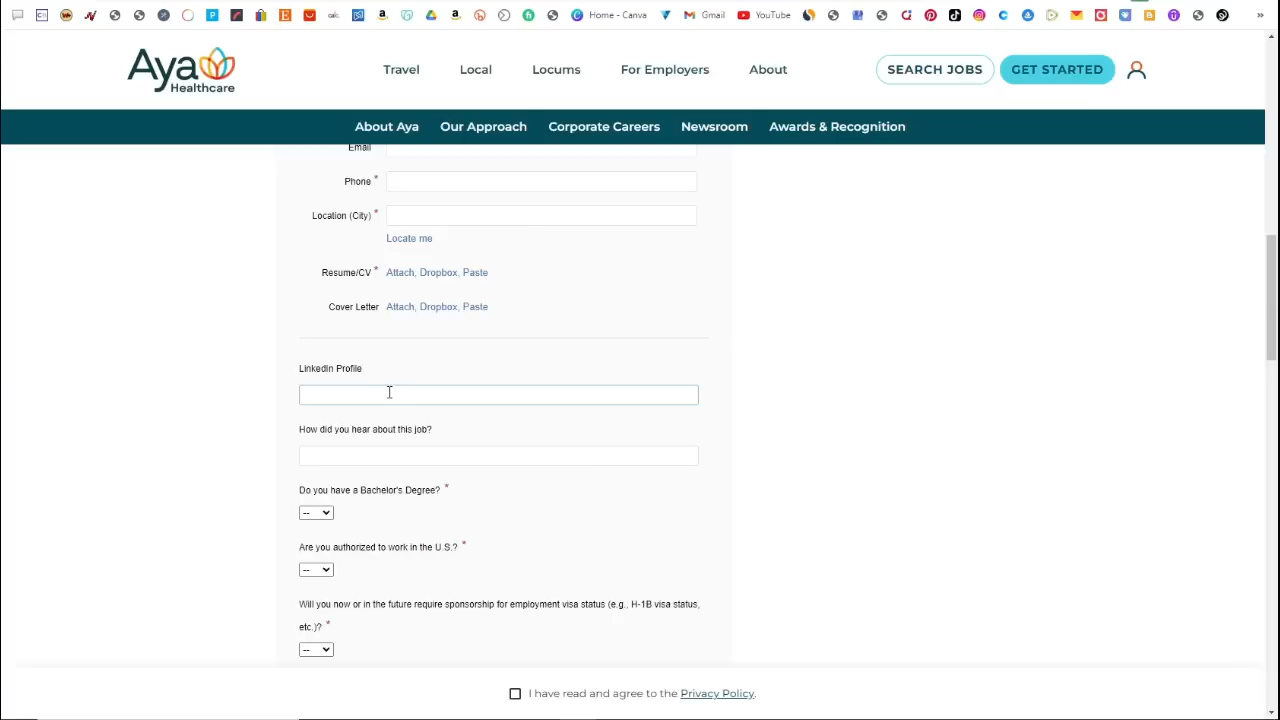 Home - Canva Gmail YouTube »
Aya Healthcare
Travel Local Locums For Employers About SEARCH JOBS GET STARTED
About Aya Our Approach Corporate Careers Newsroom Awards & Recognition
Email
Phone *
Location (City) *
Locate me
Resume/CV * Attach, Dropbox, Paste
Cover Letter Attach, Dropbox, Paste
LinkedIn Profile
How did you hear about this job?
Do you have a Bachelor's Degree? *
--
Are you authorized to work in the U.S.? *
--
Will you now or in the future require sponsorship for employment visa status (e.g., H-1B visa status,
etc.)? *
--
I have read and agree to the Privacy Policy.